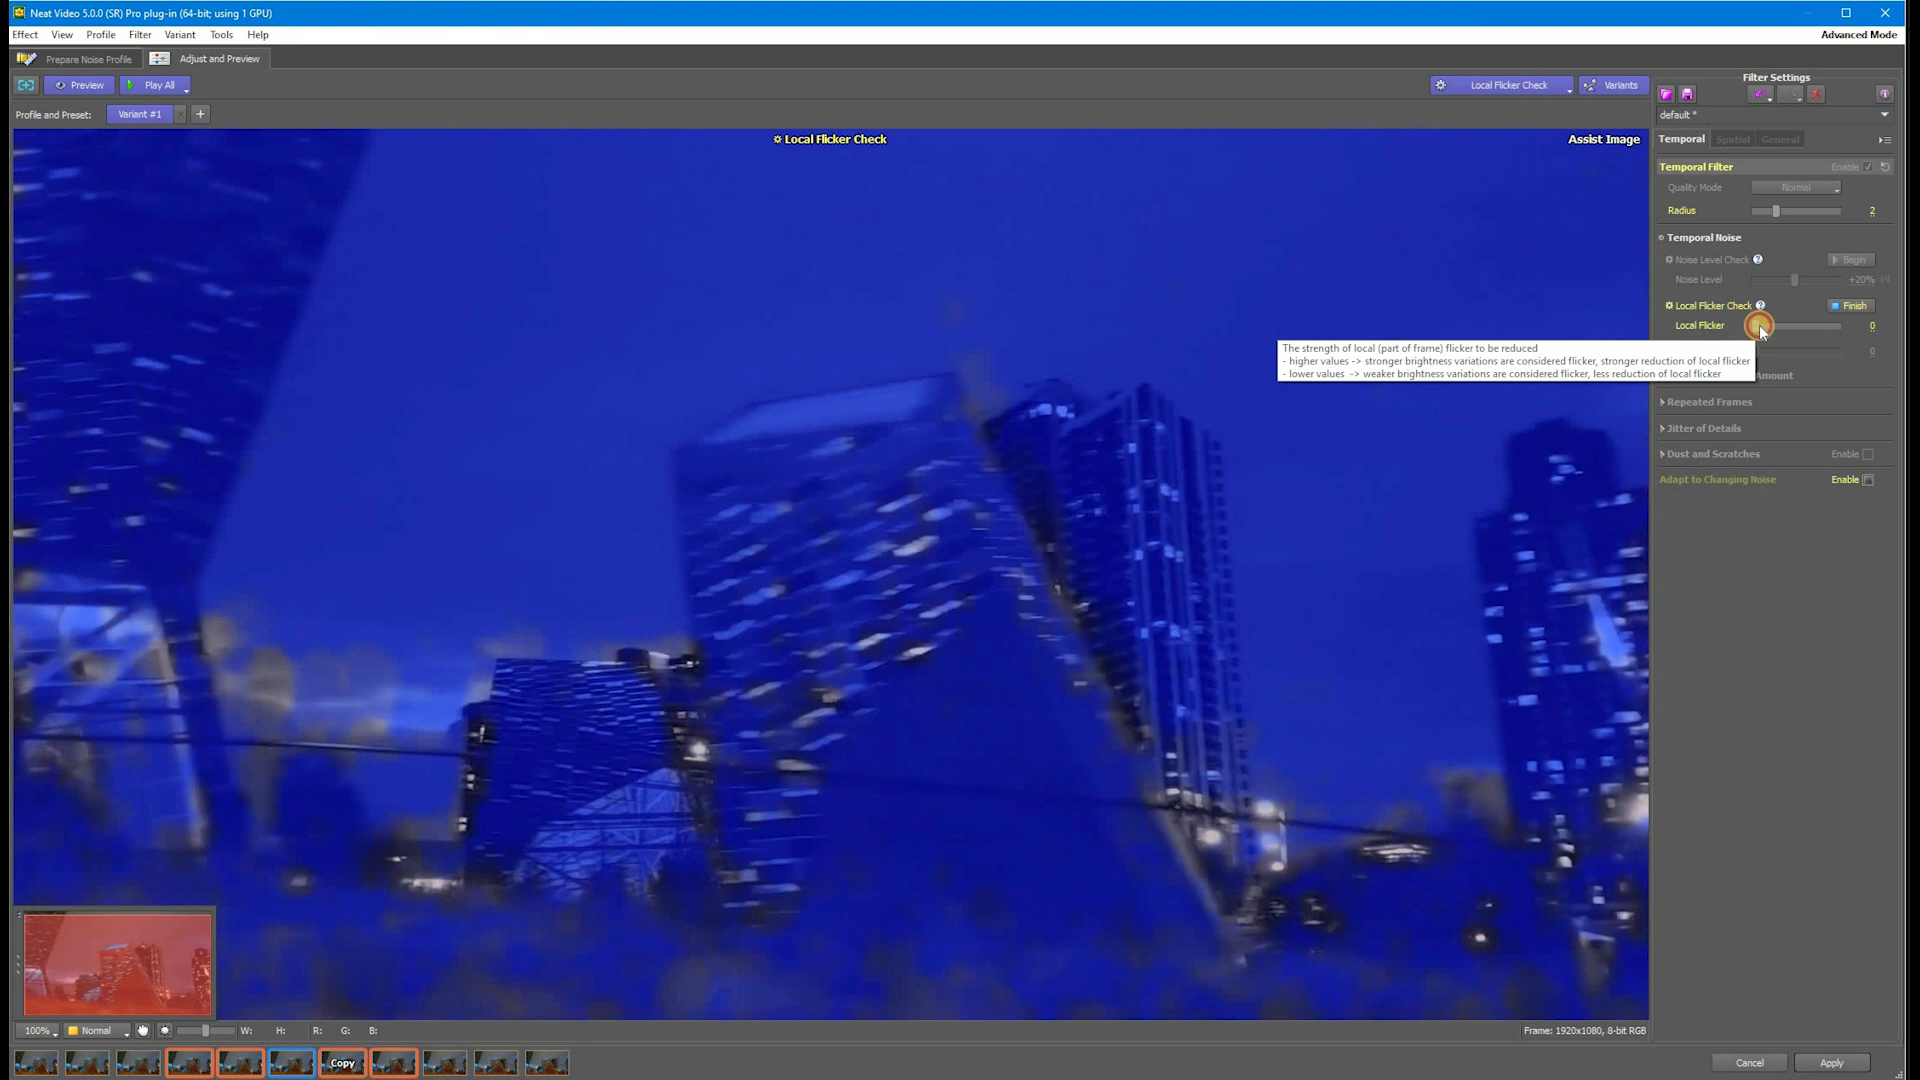 Neat Video 5.0.0 (SR) Pro plug-in (64-bit; using 1 GPU)
Effect View Profile Filter Variant Tools Help
Advanced Mode
Prepare Noise Profile Adjust and Preview
Preview Play All
Local Flicker Check Variants
Filter Settings
Profile and Preset: Variant #1 +
default *
Local Flicker Check
Assist Image
Temporal Spatial General
Temporal Filter Enable
Quality Mode Normal
Radius 2
Temporal Noise
Noise Level Check ? Begin
Noise Level +20%
Local Flicker Check ? Finish
Local Flicker 0
The strength of local (part of frame) flicker to be reduced
- higher values -> stronger brightness variations are considered flicker, stronger reduction of local flicker
- lower values -> weaker brightness variations are considered flicker, less reduction of local flicker
0
Amount
Repeated Frames
Jitter of Details
Dust and Scratches Enable
Adapt to Changing Noise Enable
100% Normal W: H: R: G: B:
Frame: 1920x1080, 8-bit RGB
Copy
Cancel Apply